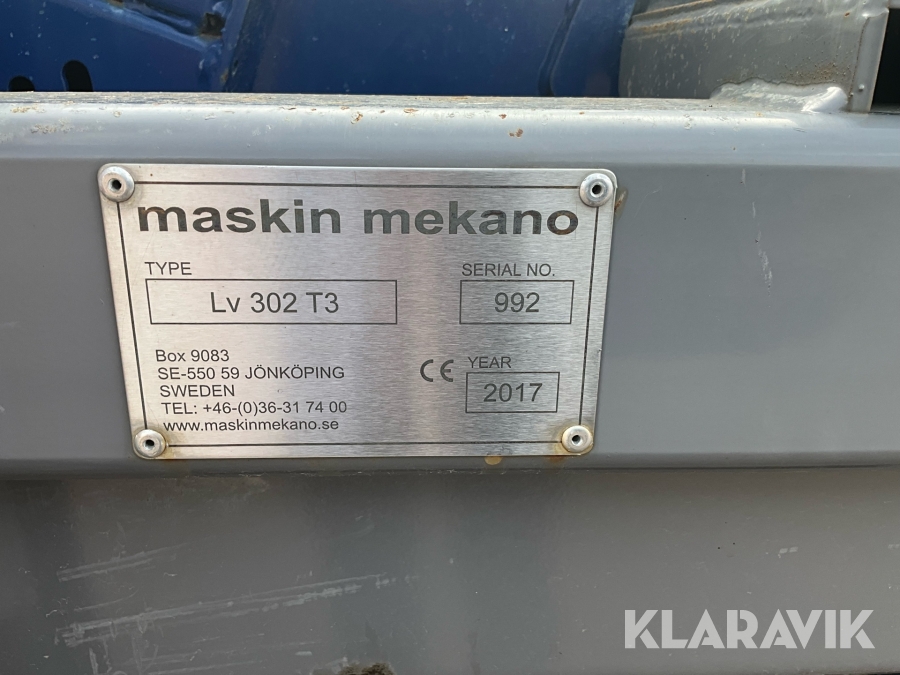 maskin mekano
TYPE
Lv 302 T3
SERIAL NO.
992
Box 9083
SE-550 59 JÖNKÖPING
SWEDEN
TEL: +46-(0)36-31 74 00
www.maskinmekano.se
CE
YEAR
2017
KLARAVIK